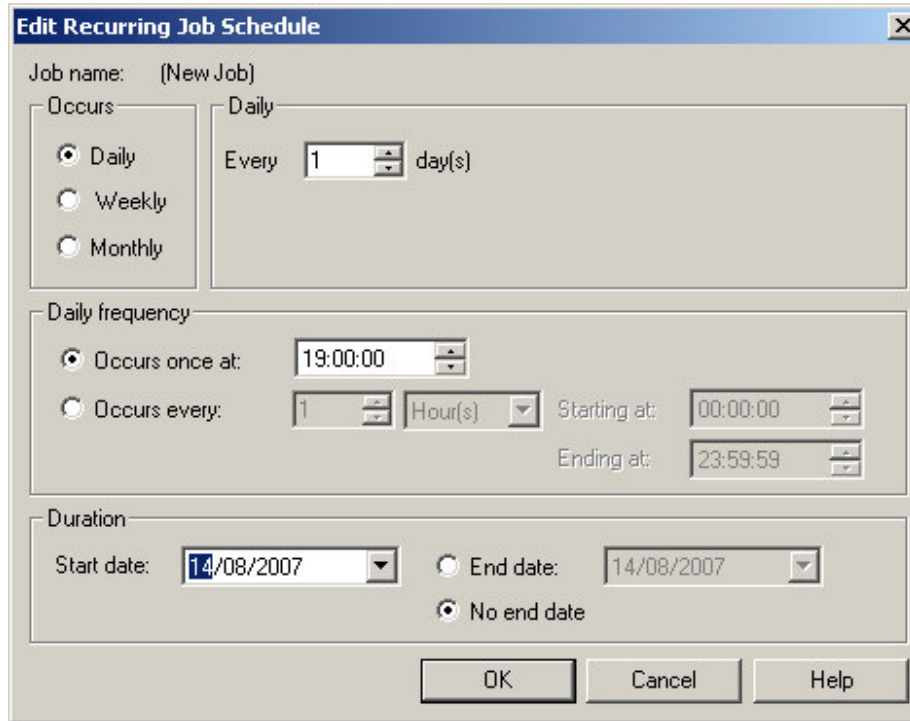 Edit Recurring Job Schedule
Job name: (New Job)
Occurs
Daily
Daily
Every 1 day(s)
Weekly
Monthly
Daily frequency
Occurs once at: 19:00:00
Occurs every: 1 Hour(s) Starting at: 00:00:00
Ending at: 23:59:59
Duration
Start date: 14/08/2007 End date: 14/08/2007
No end date
OK Cancel Help